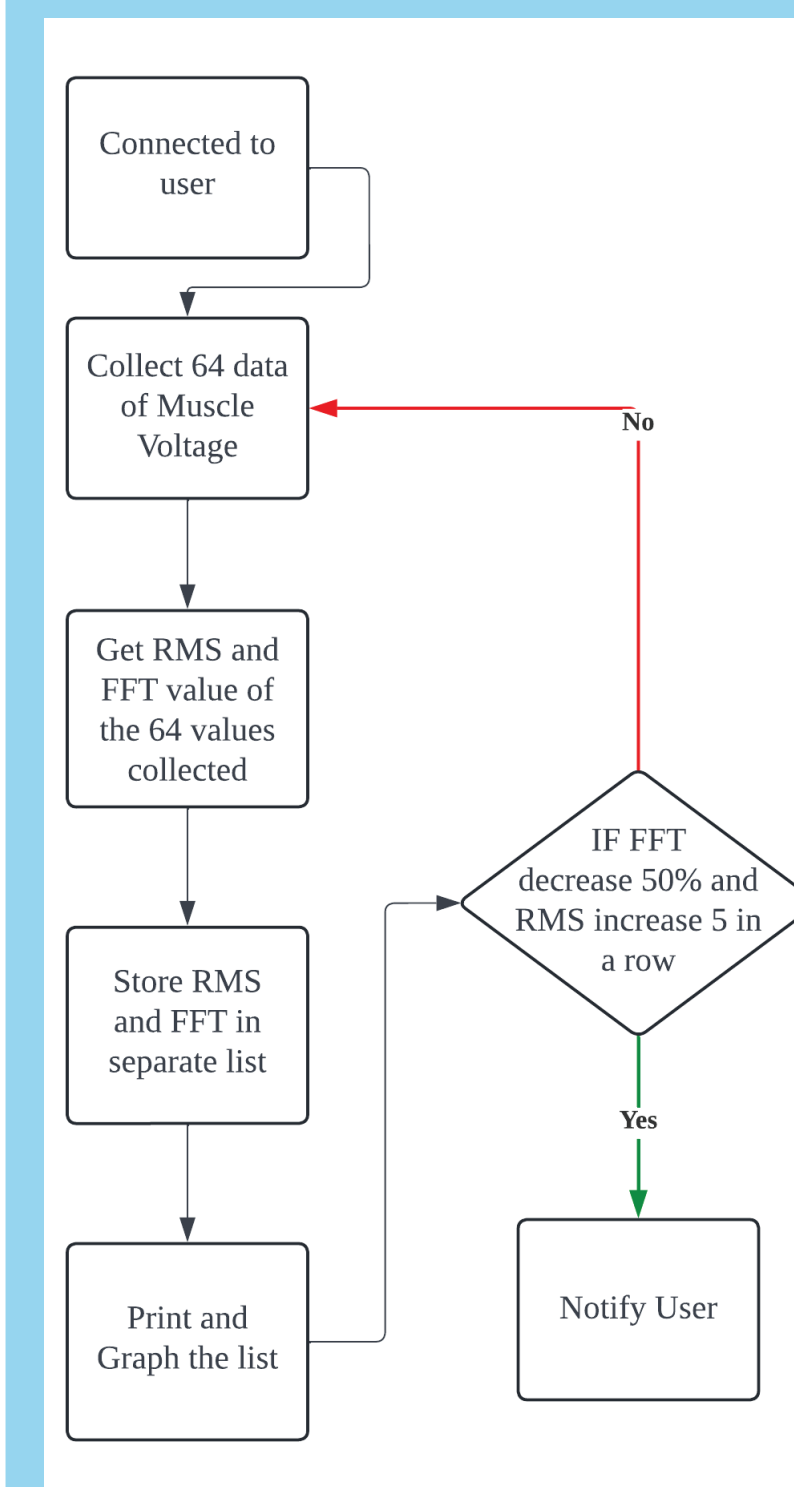 Connected to
user
Collect 64 data
of Muscle
Voltage
No
Get RMS and
FFT value of
the 64 values
collected
IF FFT
decrease 50% and
RMS increase 5 in
a row
Store RMS
and FFT in
separate list
Yes
Print and
Graph the list
Notify User